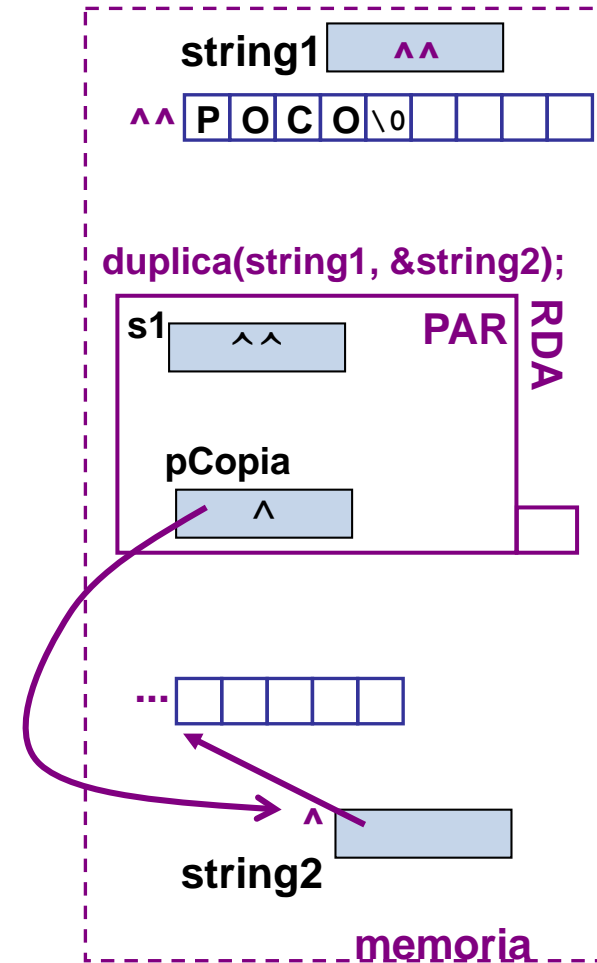 string1 ^^
^^ P O C O \0
duplica(string1, &string2);
s1 ^^ PAR RDA
pCopia
^
...
^
string2
memoria